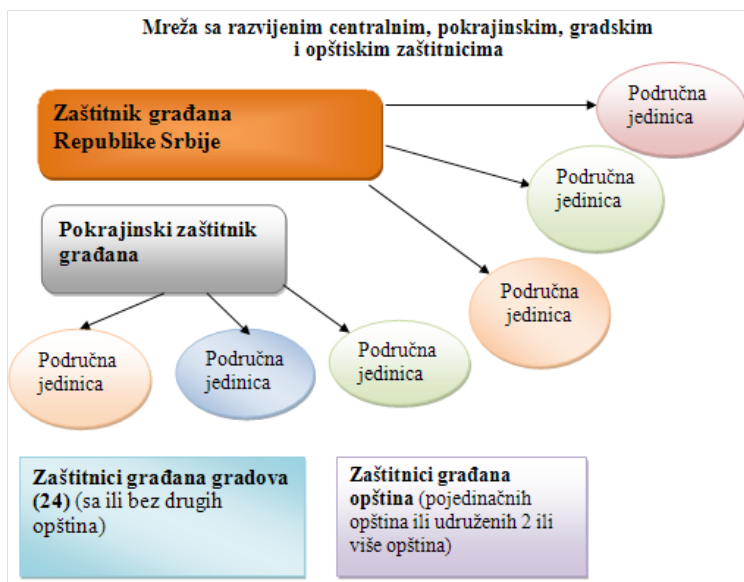 Mreža sa razvijenim centralnim, pokrajinskim, gradskim
i opštiskim zaštitnicima
Zaštitnik građana
Republike Srbije
Područna
jedinica
Područna
jedinica
Pokrajinski zaštitnik
građana
Područna
jedinica
Područna
jedinica
Područna
jedinica
Područna
jedinica
Zaštitnici građana gradova
(24) (sa ili bez drugih
opština)
Zaštitnici građana
opština (pojedinačnih
opština ili udruženih 2 ili
više opština)